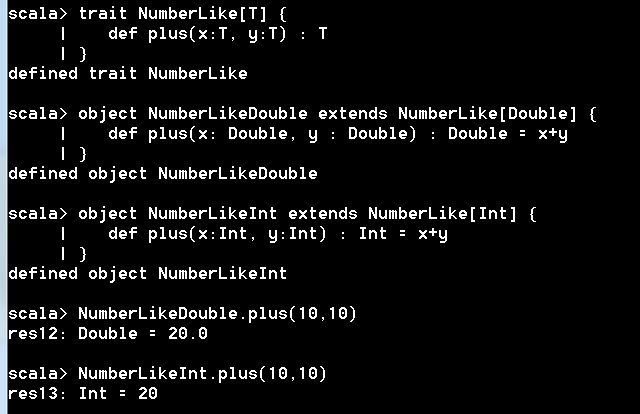 scala> trait NumberLike[T] {
     |    def plus(x:T, y:T) : T
     | }
defined trait NumberLike
scala> object NumberLikeDouble extends NumberLike[Double] {
     |    def plus(x: Double, y : Double) : Double = x+y
     | }
defined object NumberLikeDouble
scala> object NumberLikeInt extends NumberLike[Int] {
     |    def plus(x:Int, y:Int) : Int = x+y
     | }
defined object NumberLikeInt
scala> NumberLikeDouble.plus(10,10)
res12: Double = 20.0
scala> NumberLikeInt.plus(10,10)
res13: Int = 20